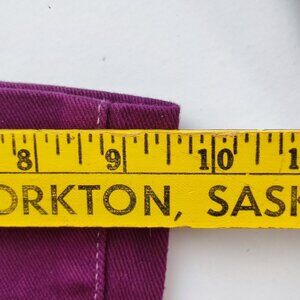 8 9 10 1
ORKTON, SASK